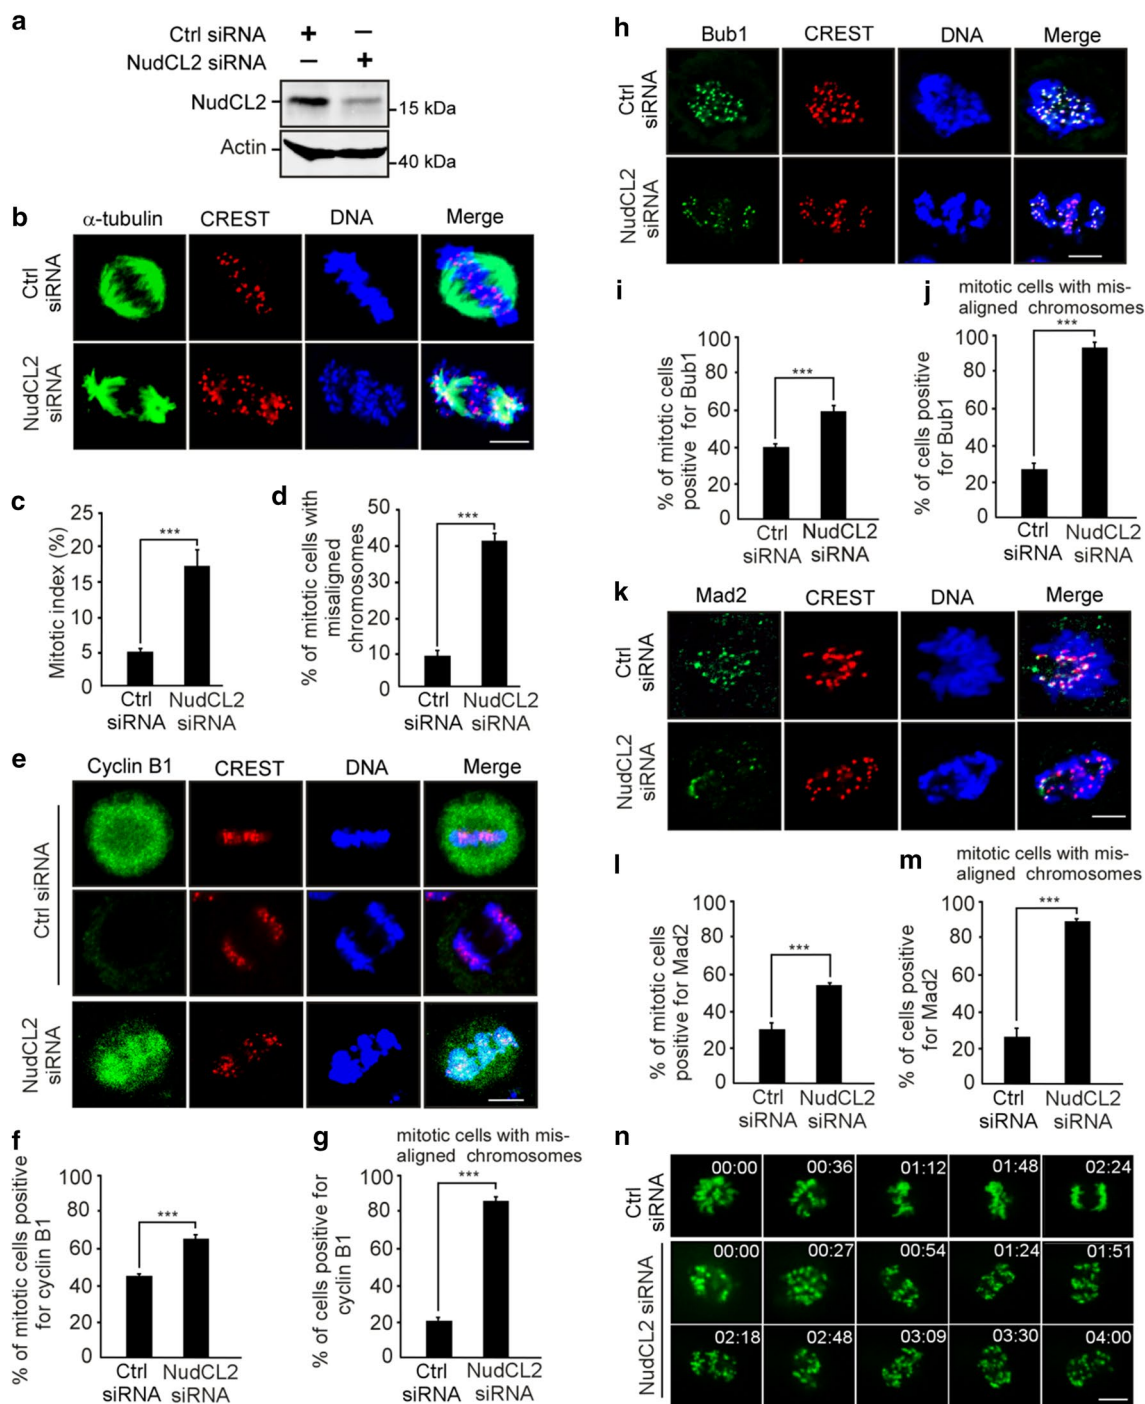 a
Ctrl siRNA + −
NudCL2 siRNA − +
NudCL2
15 kDa
Actin
40 kDa
b
α-tubulin CREST DNA Merge
Ctrl
siRNA
NudCL2
siRNA
c
Mitotic index (%)
25
20
15
10
5
0
Ctrl
siRNA
NudCL2
siRNA
***
d
% of mitotic cells with
misaligned
chromosomes
50
40
30
20
10
0
Ctrl
siRNA
NudCL2
siRNA
***
e
Cyclin B1 CREST DNA Merge
Ctrl siRNA
NudCL2
siRNA
f
% of mitotic cells positive
for cyclin B1
100
80
60
40
20
0
Ctrl
siRNA
NudCL2
siRNA
***
g
mitotic cells with mis-
aligned chromosomes
% of cells positive for
cyclin B1
100
80
60
40
20
0
Ctrl
siRNA
NudCL2
siRNA
***
h
Bub1 CREST DNA Merge
Ctrl
siRNA
NudCL2
siRNA
i
% of mitotic cells
positive for Bub1
100
80
60
40
20
0
Ctrl
siRNA
NudCL2
siRNA
***
j
mitotic cells with mis-
aligned chromosomes
% of cells positive
for Bub1
100
80
60
40
20
0
Ctrl
siRNA
NudCL2
siRNA
***
k
Mad2 CREST DNA Merge
Ctrl
siRNA
NudCL2
siRNA
l
% of mitotic cells
positive for Mad2
100
80
60
40
20
0
Ctrl
siRNA
NudCL2
siRNA
***
m
mitotic cells with mis-
aligned chromosomes
% of cells positive
for Mad2
100
80
60
40
20
0
Ctrl
siRNA
NudCL2
siRNA
***
n
Ctrl
siRNA
00:00 00:36 01:12 01:48 02:24
NudCL2 siRNA
00:00 00:27 00:54 01:24 01:51
02:18 02:48 03:09 03:30 04:00